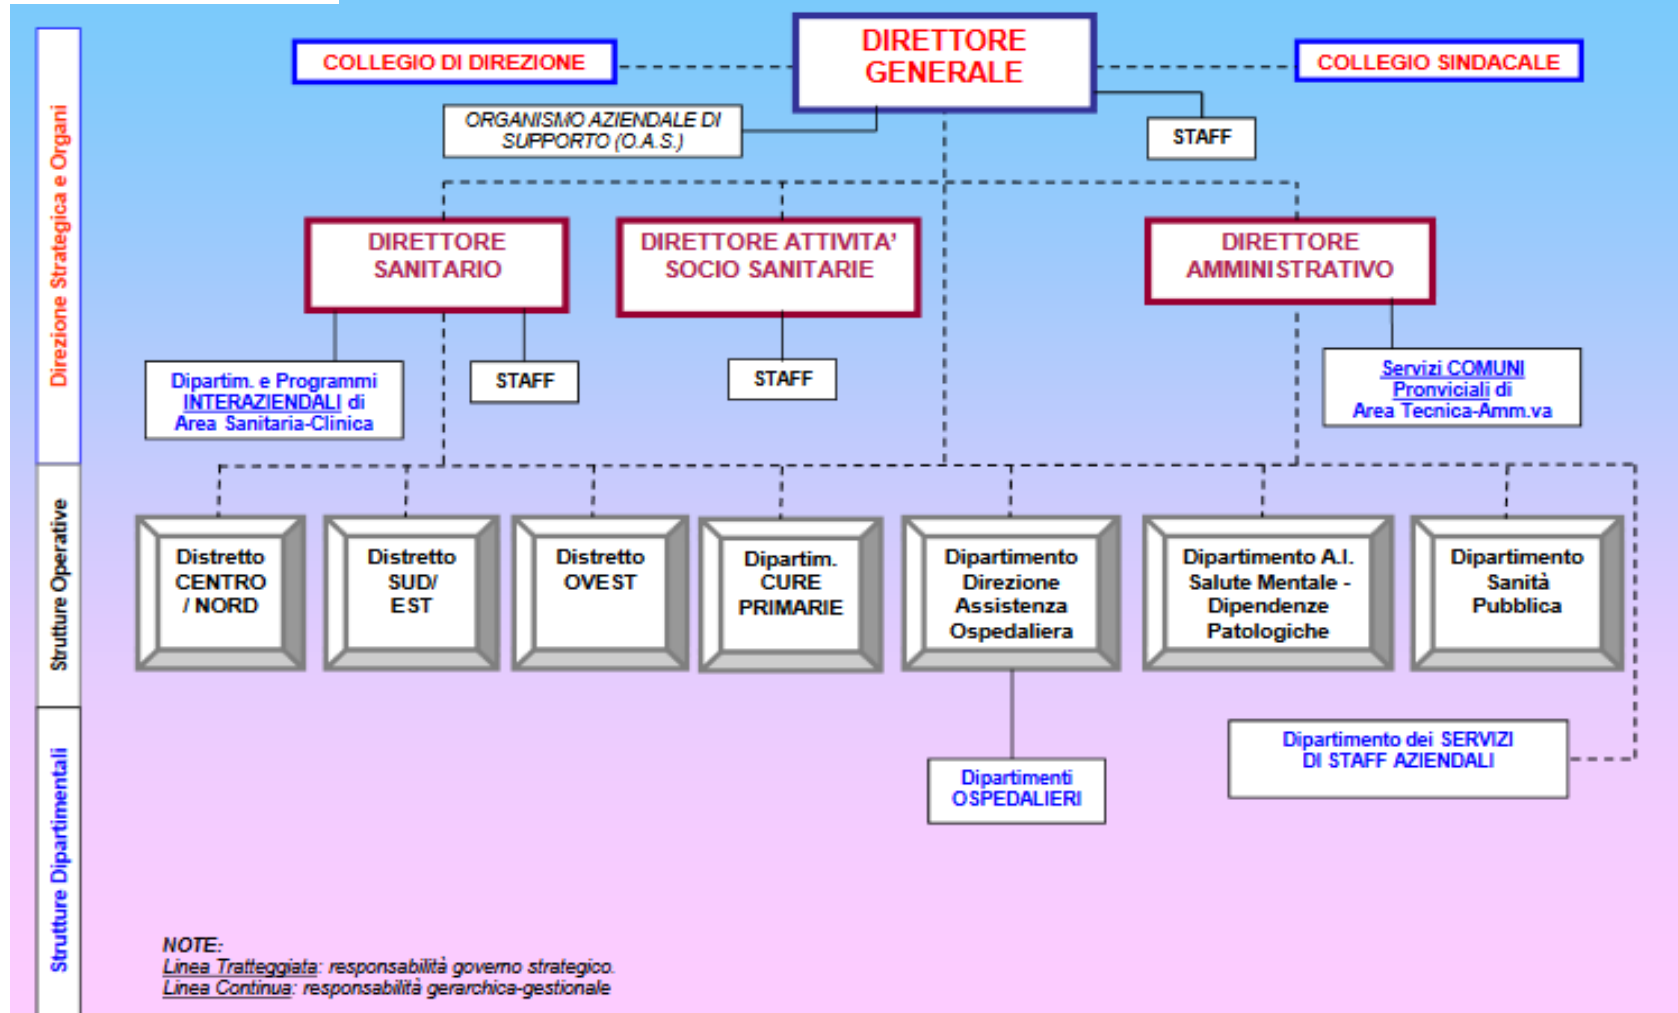 DIRETTORE
GENERALE
COLLEGIO DI DIREZIONE
COLLEGIO SINDACALE
ORGANISMO AZIENDALE DI
SUPPORTO (O.A.S.)
STAFF
Direzione Strategica e Organi
DIRETTORE
SANITARIO
DIRETTORE ATTIVITA’
SOCIO SANITARIE
DIRETTORE
AMMINISTRATIVO
Dipartim. e Programmi
INTERAZIENDALI di
Area Sanitaria-Clinica
STAFF
STAFF
Servizi COMUNI
Pronviciali di
Area Tecnica-Amm.va
Strutture Operative
Distretto
CENTRO
/ NORD
Distretto
SUD/
EST
Distretto
OVEST
Dipartim.
CURE
PRIMARIE
Dipartimento
Direzione
Assistenza
Ospedaliera
Dipartimento A.I.
Salute Mentale -
Dipendenze
Patologiche
Dipartimento
Sanità
Pubblica
Strutture Dipartimentali
Dipartimenti
OSPEDALIERI
Dipartimento dei SERVIZI
DI STAFF AZIENDALI
NOTE:
Linea Tratteggiata: responsabilità governo strategico.
Linea Continua: responsabilità gerarchica-gestionale